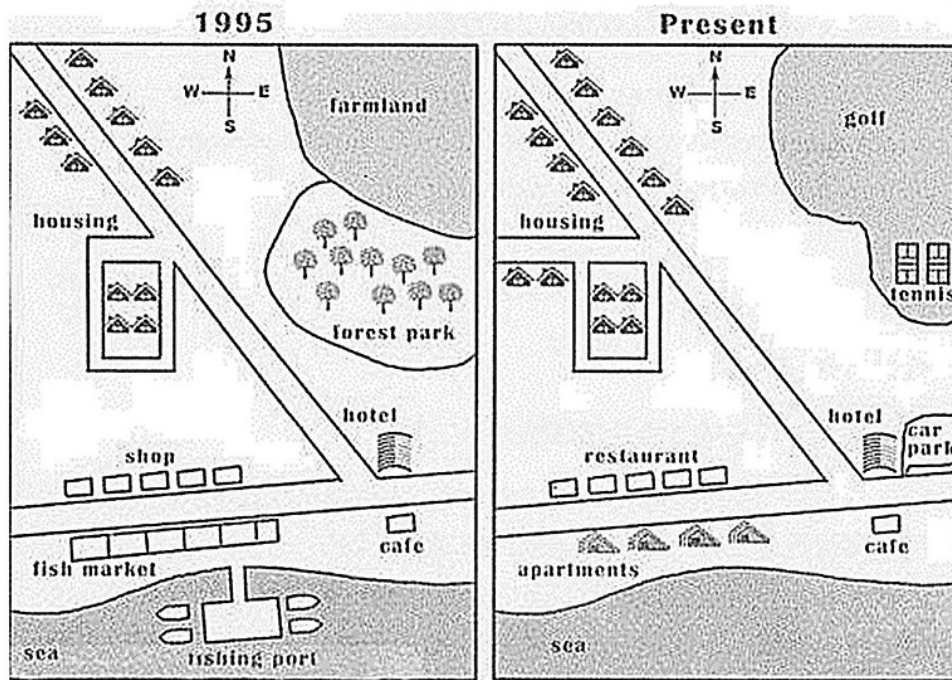 1995
N
W E
S
farmland
housing
forest park
hotel
shop
fish market
cafe
sea
fishing port
Present
N
W E
S
golf
housing
tennis
hotel
car
park
restaurant
apartments
cafe
sea